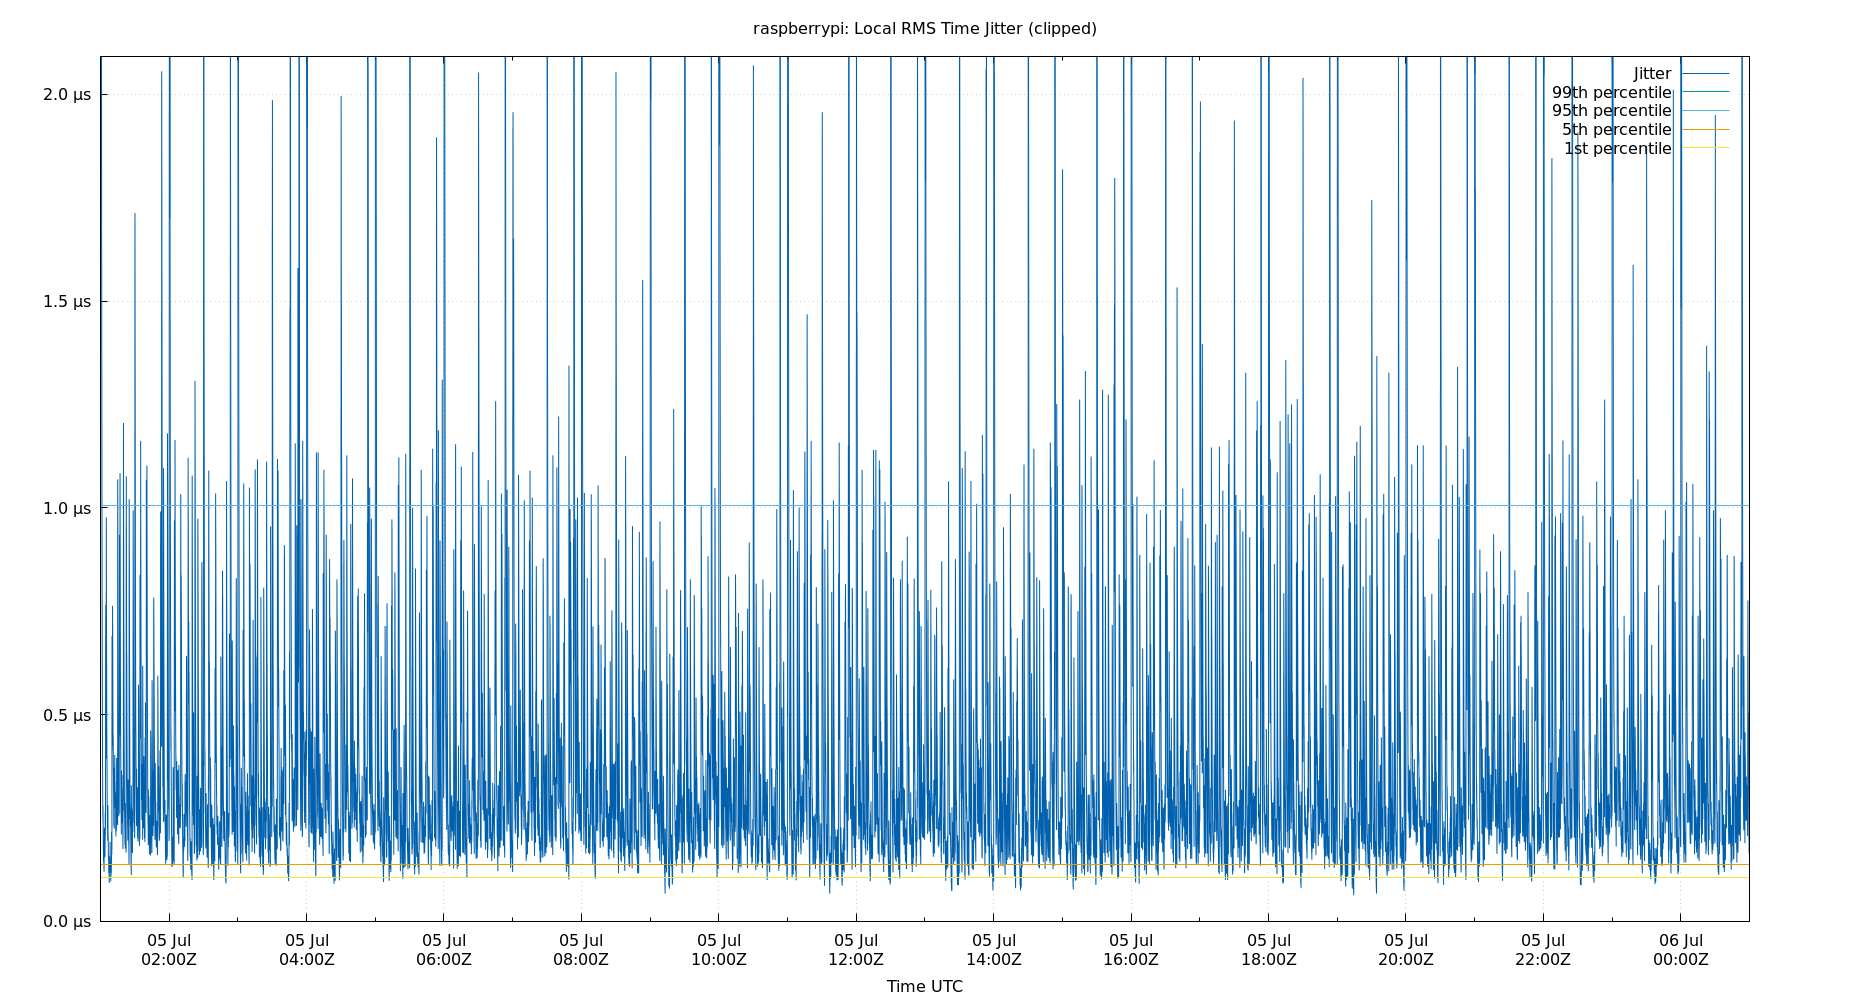 raspberrypi: Local RMS Time Jitter (clipped)
2.0 µs
1.5 µs
1.0 µs
0.5 µs
0.0 µs
Jitter
99th percentile
95th percentile
5th percentile
1st percentile
05 Jul 05 Jul 05 Jul 05 Jul 05 Jul 05 Jul 05 Jul 05 Jul 05 Jul 05 Jul 05 Jul 06 Jul
02:00Z 04:00Z 06:00Z 08:00Z 10:00Z 12:00Z 14:00Z 16:00Z 18:00Z 20:00Z 22:00Z 00:00Z
Time UTC